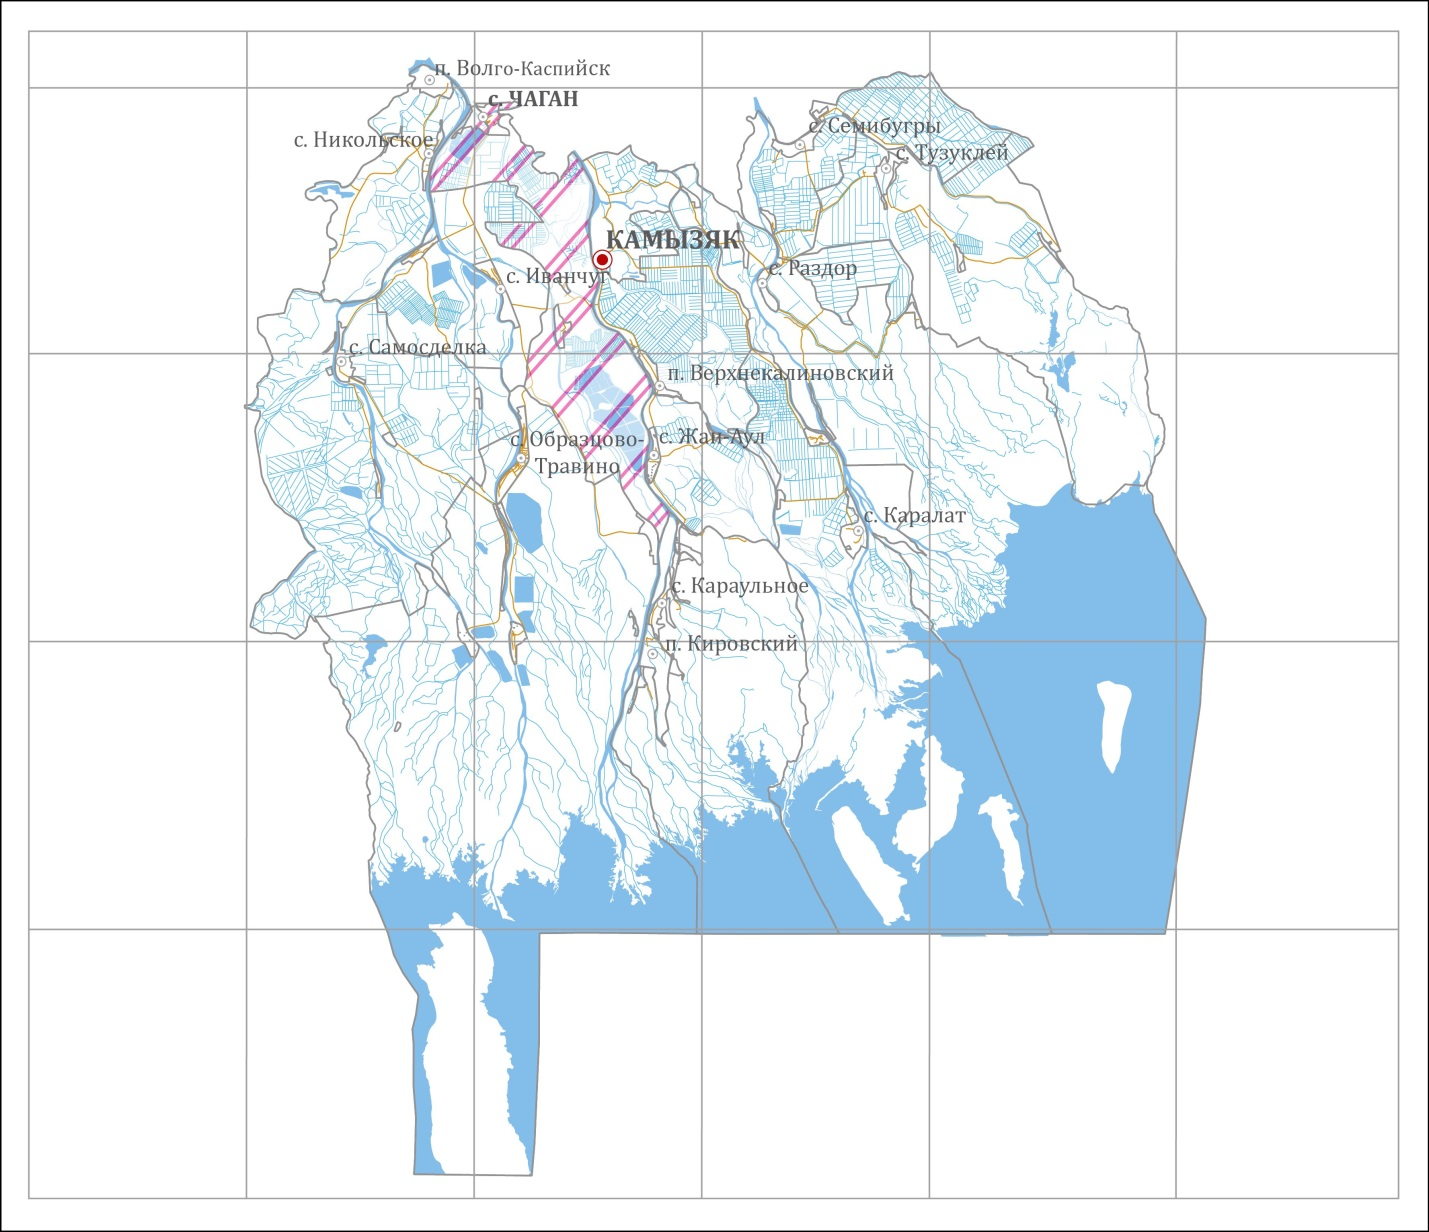 п. Волго-Каспийск
с. ЧАГАН
с. Никольское
с. Семибугры
с. Тузуклей
КАМЫЗЯК
с. Раздор
с. Иванчуг
с. Самосделка
п. Верхнекалиновский
с. Образцово-
Травино
с. Жан-Аул
с. Каралат
с. Караульное
п. Кировский